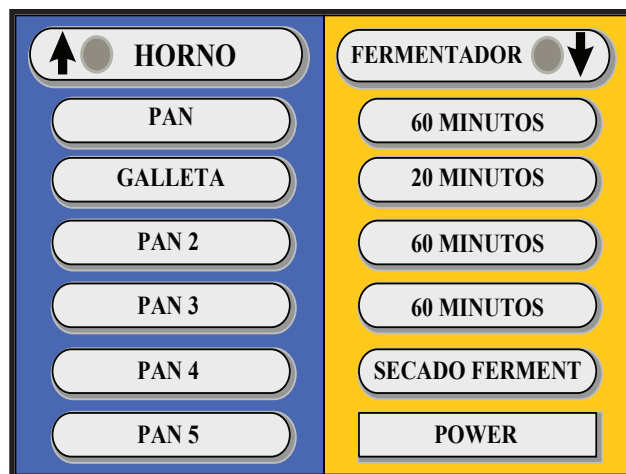 HORNO
PAN
GALLETA
PAN 2
PAN 3
PAN 4
PAN 5
FERMENTADOR
60 MINUTOS
20 MINUTOS
60 MINUTOS
60 MINUTOS
SECADO FERMENT
POWER